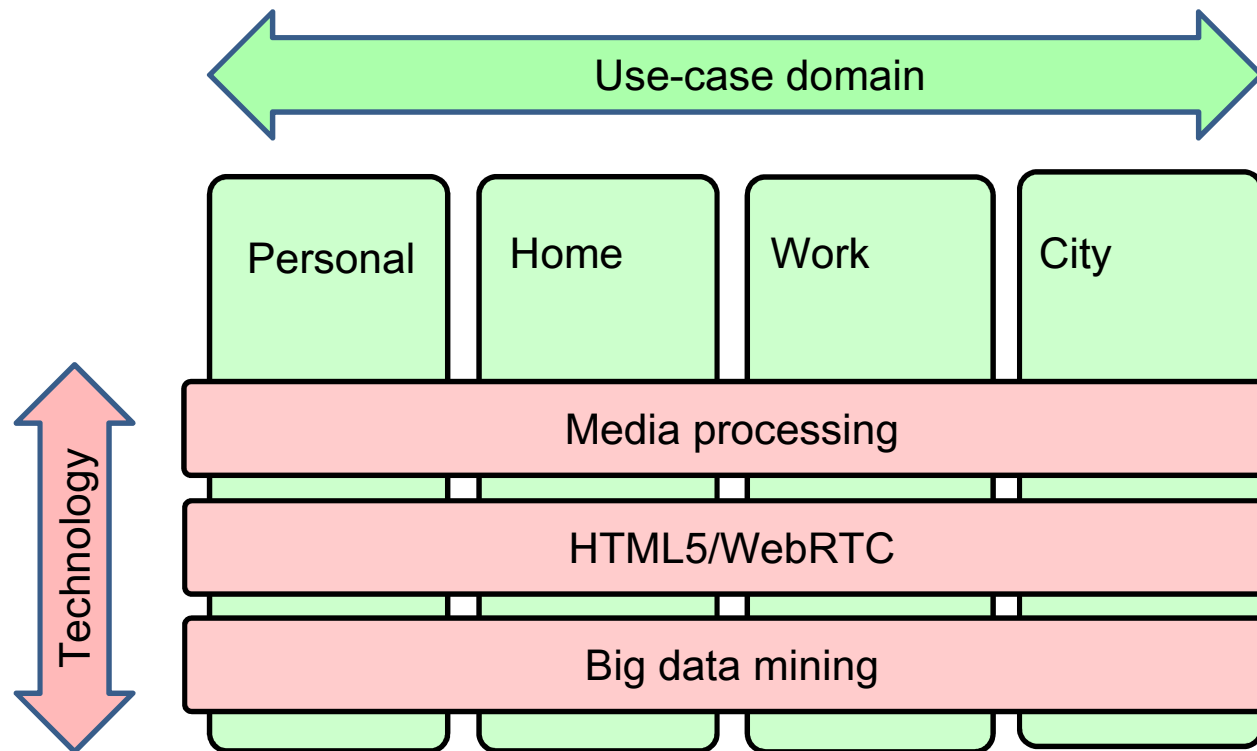 Use-case domain
Personal
Home
Work
City
Technology
Media processing
HTML5/WebRTC
Big data mining